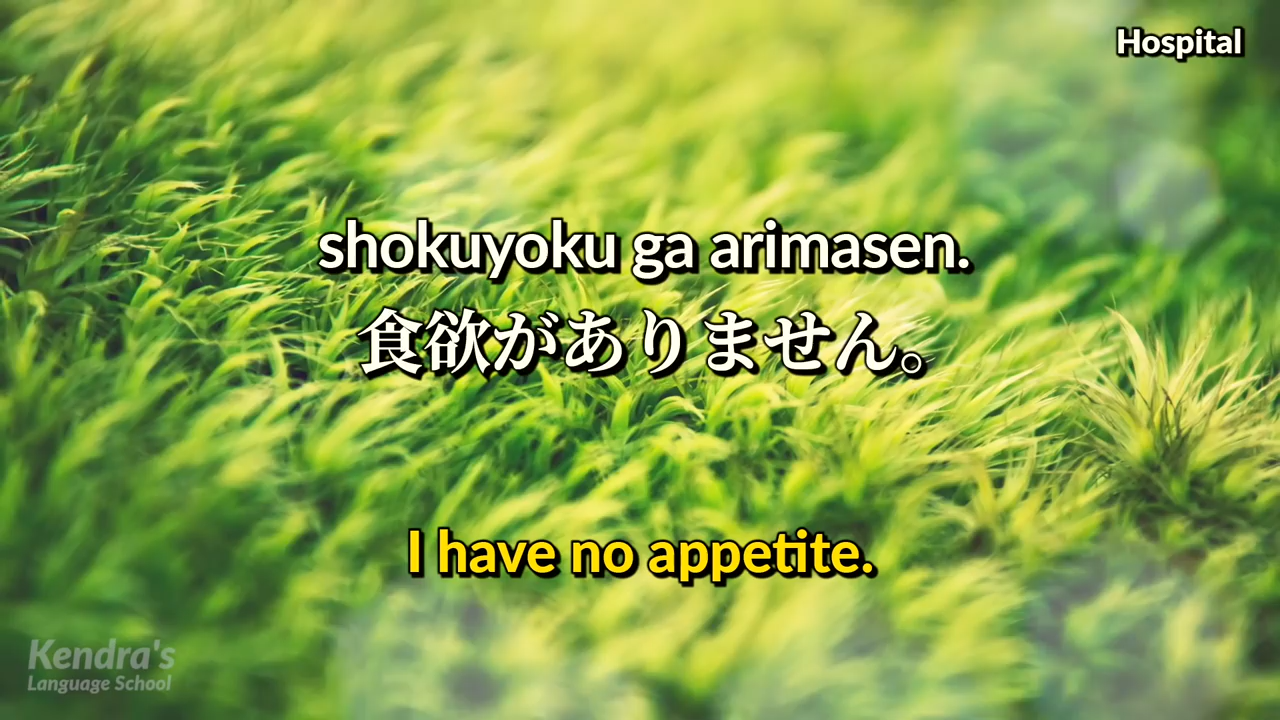 Hospital
shokuyoku ga arimasen.
食欲がありません。
I have no appetite.
Kendra's
Language School